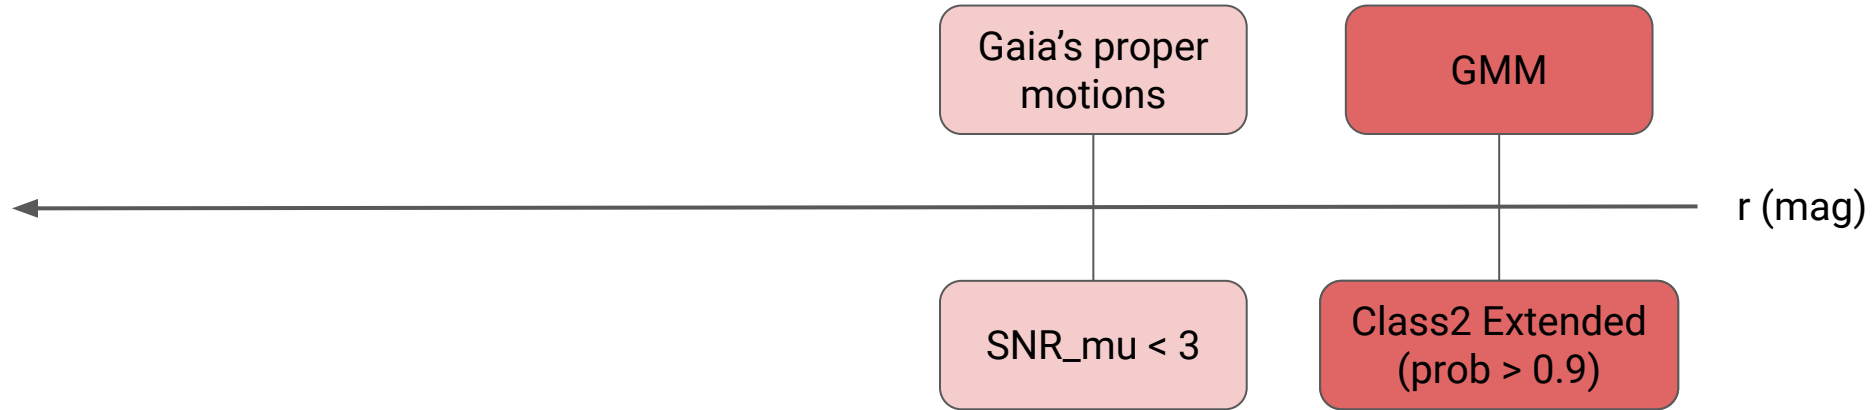 Gaia’s proper
motions
GMM
r (mag)
SNR_mu < 3
Class2 Extended
(prob > 0.9)